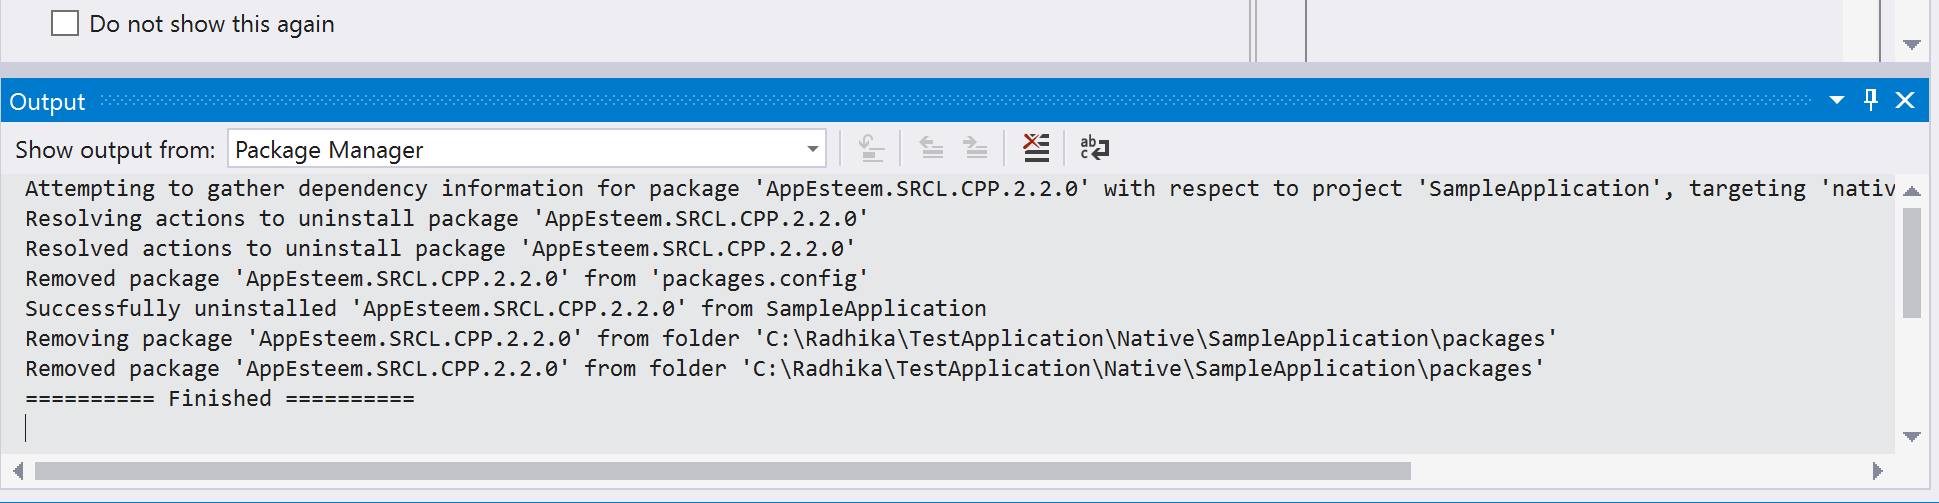 Do not show this again
Output
Show output from: Package Manager
Attempting to gather dependency information for package 'AppEsteem.SRCL.CPP.2.2.0' with respect to project 'SampleApplication', targeting 'nativ
Resolving actions to uninstall package 'AppEsteem.SRCL.CPP.2.2.0'
Resolved actions to uninstall package 'AppEsteem.SRCL.CPP.2.2.0'
Removed package 'AppEsteem.SRCL.CPP.2.2.0' from 'packages.config'
Successfully uninstalled 'AppEsteem.SRCL.CPP.2.2.0' from SampleApplication
Removing package 'AppEsteem.SRCL.CPP.2.2.0' from folder 'C:\Radhika\TestApplication\Native\SampleApplication\packages'
Removed package 'AppEsteem.SRCL.CPP.2.2.0' from folder 'C:\Radhika\TestApplication\Native\SampleApplication\packages'
========== Finished ==========